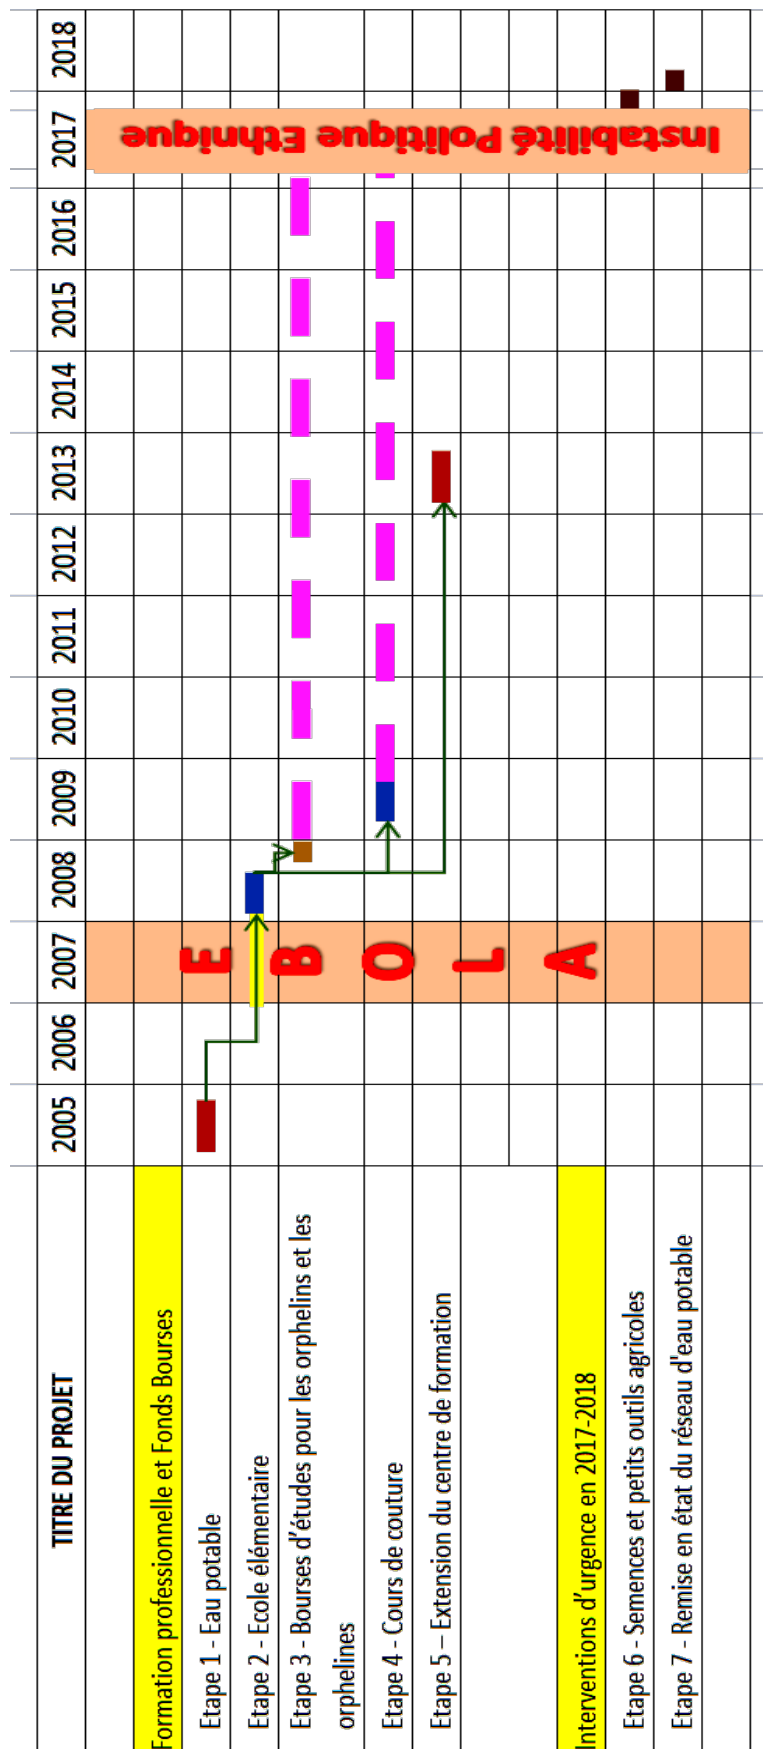 TITRE DU PROJET 2005 2006 2007 2008 2009 2010 2011 2012 2013 2014 2015 2016 2017 2018
Formation professionnelle et Fonds Bourses
Etape 1 - Eau potable
Etape 2 - Ecole élémentaire
Etape 3 - Bourses d'études pour les orphelins et les
orphelines
Etape 4 - Cours de couture
Etape 5 – Extension du centre de formation
Interventions d'urgence en 2017-2018
Etape 6 - Semences et petits outils agricoles
Etape 7 - Remise en état du réseau d'eau potable
EBOLA
Instabilité Politique Ethnique